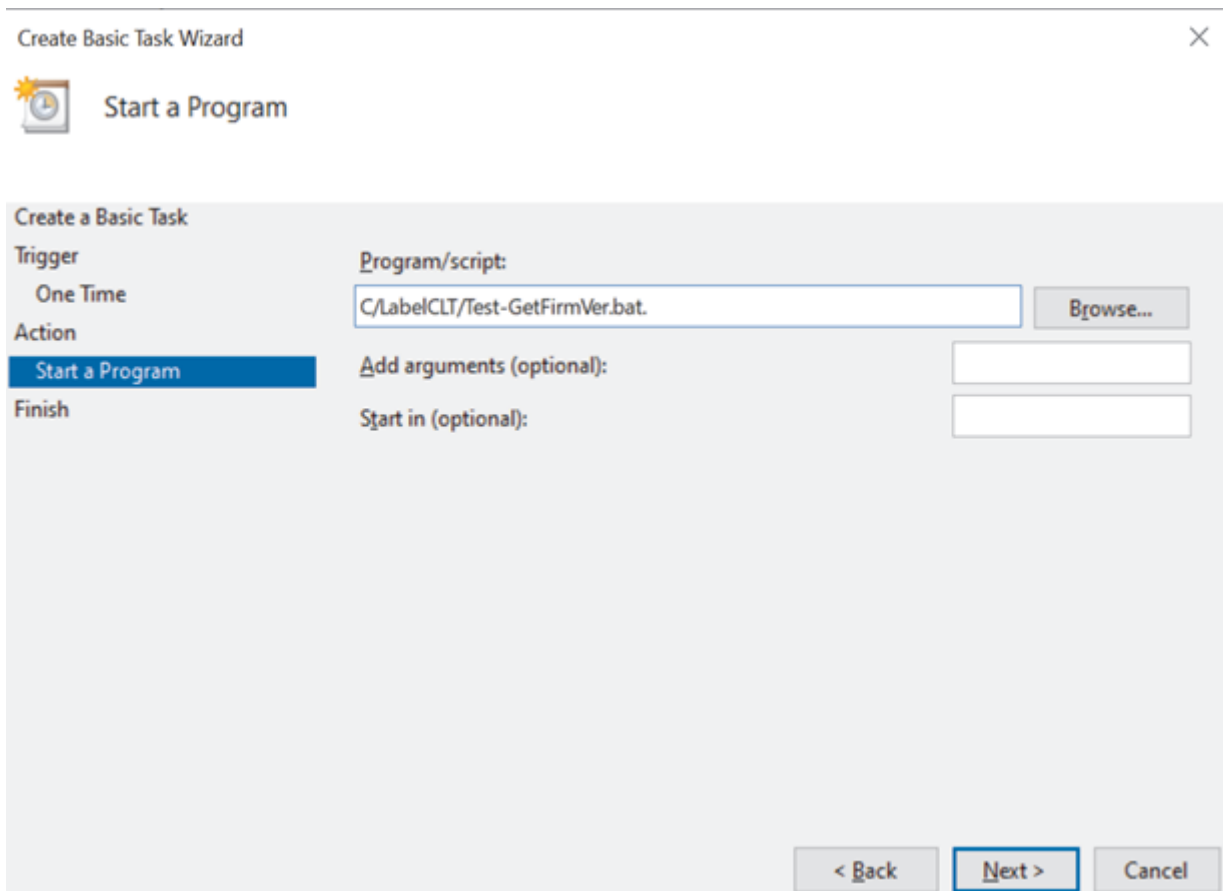 Create Basic Task Wizard
Start a Program
Create a Basic Task
Trigger
Program/script:
One Time
C/LabelCLT/Test-GetFirmVer.bat.
Browse...
Action
Start a Program
Add arguments (optional):
Finish
Start in (optional):
< Back
Next >
Cancel